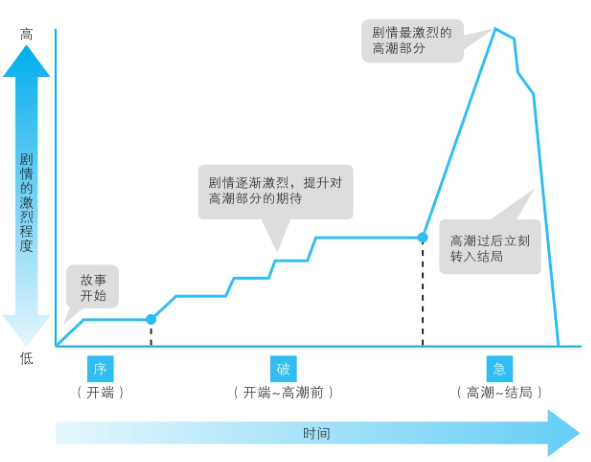 高
剧情最激烈的
高潮部分
剧情的激烈程度
剧情逐渐激烈，提升对
高潮部分的期待
高潮过后立刻
转入结局
故事
开始
低
序
破
急
（开端）
（开端~高潮前）
（高潮~结局）
时间